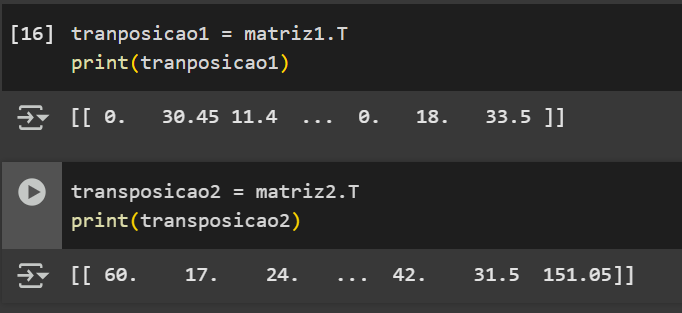 [16] tranposicao1 = matriz1.T
print(tranposicao1)
[[ 0.   30.45 11.4  ...  0.   18.   33.5 ]]
transposicao2 = matriz2.T
print(transposicao2)
[[ 60.    17.    24.   ...  42.    31.5  151.05]]